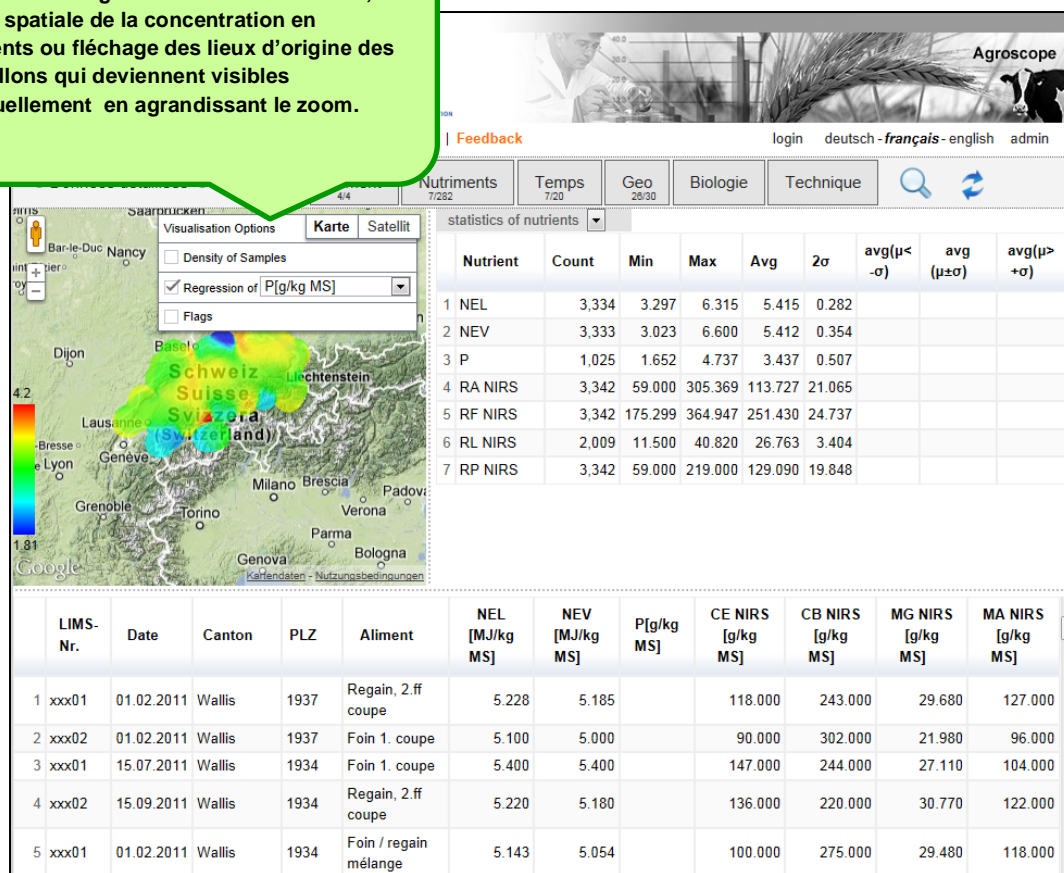 spatiale de la concentration en
ou fléchage des lieux d'origine des
qui deviennent visibles
en agrandissant le zoom.
Agroscope
| Feedback
login deutsch - français - english admin
Nutriments Temps Geo Biologie Technique
4/4 7/282 7/20 26/30
Visualisation Options Karte Satellit
Density of Samples
Regression of P[g/kg MS]
Flags
Saarbrücken
Bar-le-Duc Nancy
Dijon
Basel
Schweiz
Suisse
Svizzera
(Switzerland)
Liechtenstein
Lausanne
Genève
Lyon
Milano Brescia
Grenoble
Torino
Verona
Parma
Genova
Bologna
4.2
1.81
Google
Kartendaten - Nutzungsbedingungen
statistics of nutrients
Nutrient Count Min Max Avg 2σ avg(μ<-σ) avg (μ±σ) avg(μ>+σ)
1 NEL 3,334 3.297 6.315 5.415 0.282
2 NEV 3,333 3.023 6.600 5.412 0.354
3 P 1,025 1.652 4.737 3.437 0.507
4 RA NIRS 3,342 59.000 305.369 113.727 21.065
5 RF NIRS 3,342 175.299 364.947 251.430 24.737
6 RL NIRS 2,009 11.500 40.820 26.763 3.404
7 RP NIRS 3,342 59.000 219.000 129.090 19.848
LIMS-Nr. Date Canton PLZ Aliment NEL [MJ/kg MS] NEV [MJ/kg MS] P[g/kg MS] CE NIRS [g/kg MS] CB NIRS [g/kg MS] MG NIRS [g/kg MS] MA NIRS [g/kg MS]
1 xxx01 01.02.2011 Wallis 1937 Regain, 2.ff coupe 5.228 5.185 118.000 243.000 29.680 127.000
2 xxx02 01.02.2011 Wallis 1937 Foin 1. coupe 5.100 5.000 90.000 302.000 21.980 96.000
3 xxx01 15.07.2011 Wallis 1934 Foin 1. coupe 5.400 5.400 147.000 244.000 27.110 104.000
4 xxx02 15.09.2011 Wallis 1934 Regain, 2.ff coupe 5.220 5.180 136.000 220.000 30.770 122.000
5 xxx01 01.02.2011 Wallis 1934 Foin / regain mélange 5.143 5.054 100.000 275.000 29.480 118.000